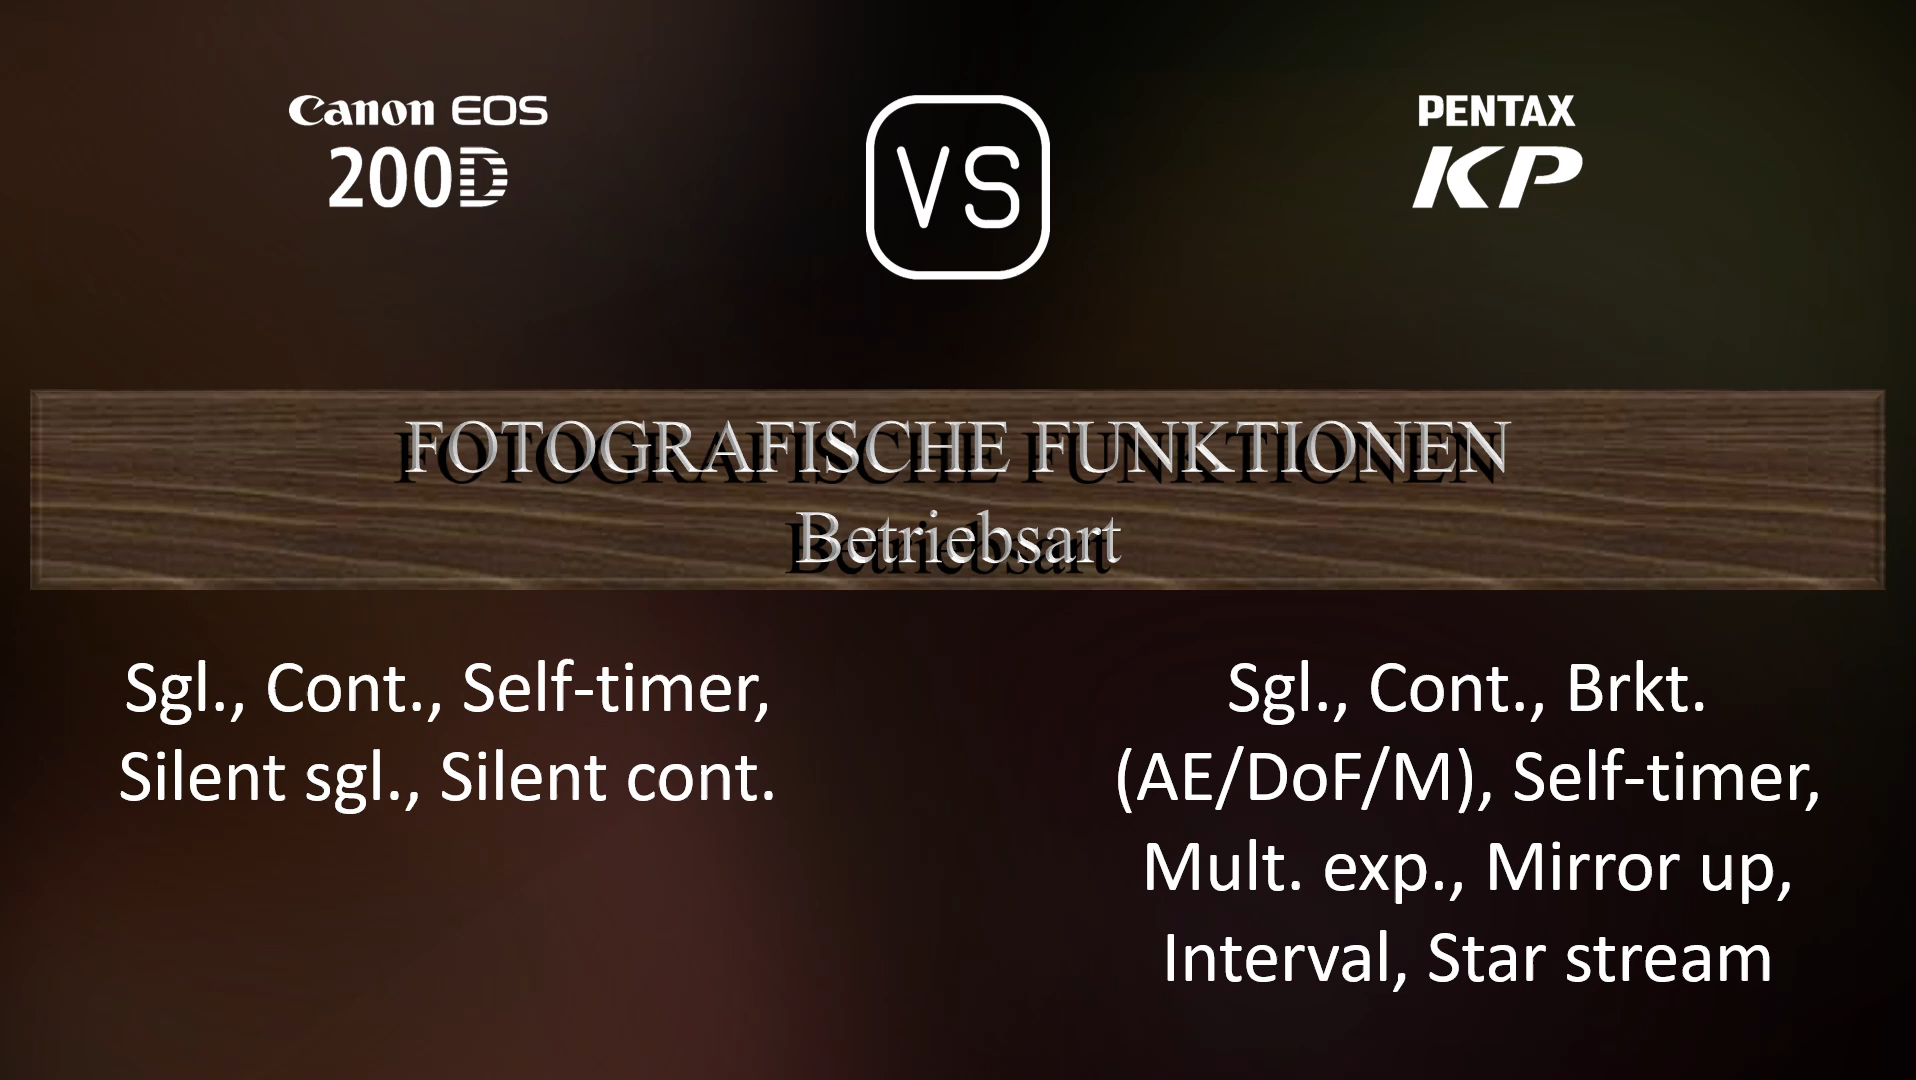 Canon EOS
200D
VS
PENTAX
KP
FOTOGRAFISCHE FUNKTIONEN
Betriebsart
Sgl., Cont., Self-timer,
Silent sgl., Silent cont.
Sgl., Cont., Brkt.
(AE/DoF/M), Self-timer,
Mult. exp., Mirror up,
Interval, Star stream